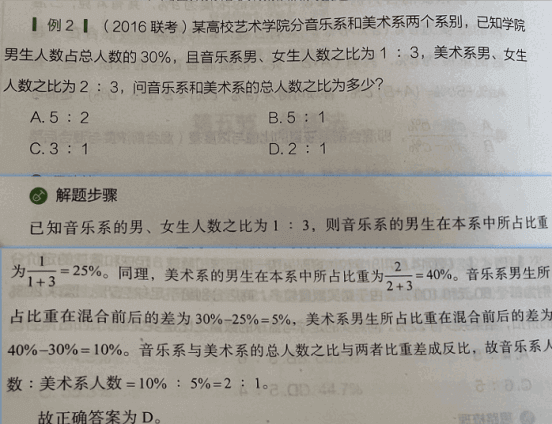 例2 （2016联考）某高校艺术学院分音乐系和美术系两个系别，已知学院
男生人数占总人数的30%，且音乐系男、女生人数之比为1：3，美术系男、女生
人数之比为2：3，问音乐系和美术系的总人数之比为多少？
A.5：2 B.5：1
C.3：1 D.2：1
解题步骤
已知音乐系的男、女生人数之比为1：3，则音乐系的男生在本系中所占比重
为1/(1+3)=25%。同理，美术系的男生在本系中所占比重为2/(2+3)=40%。音乐系男生所
占比重在混合前后的差为30%-25%=5%，美术系男生所占比重在混合前后的差为
40%-30%=10%。音乐系与美术系的总人数之比与两者比重差成反比，故音乐系人
数：美术系人数=10%：5%=2：1。
故正确答案为D。